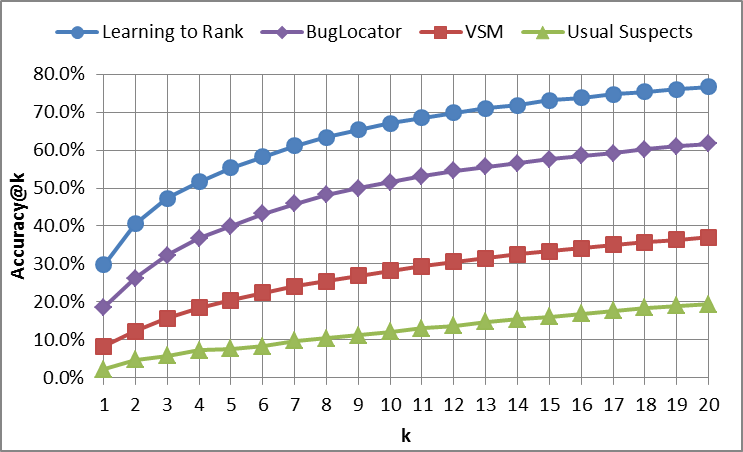 Learning to Rank BugLocator VSM Usual Suspects
80.0%
70.0%
60.0%
50.0%
40.0%
30.0%
20.0%
10.0%
0.0%
Accuracy@k
1 2 3 4 5 6 7 8 9 10 11 12 13 14 15 16 17 18 19 20
k